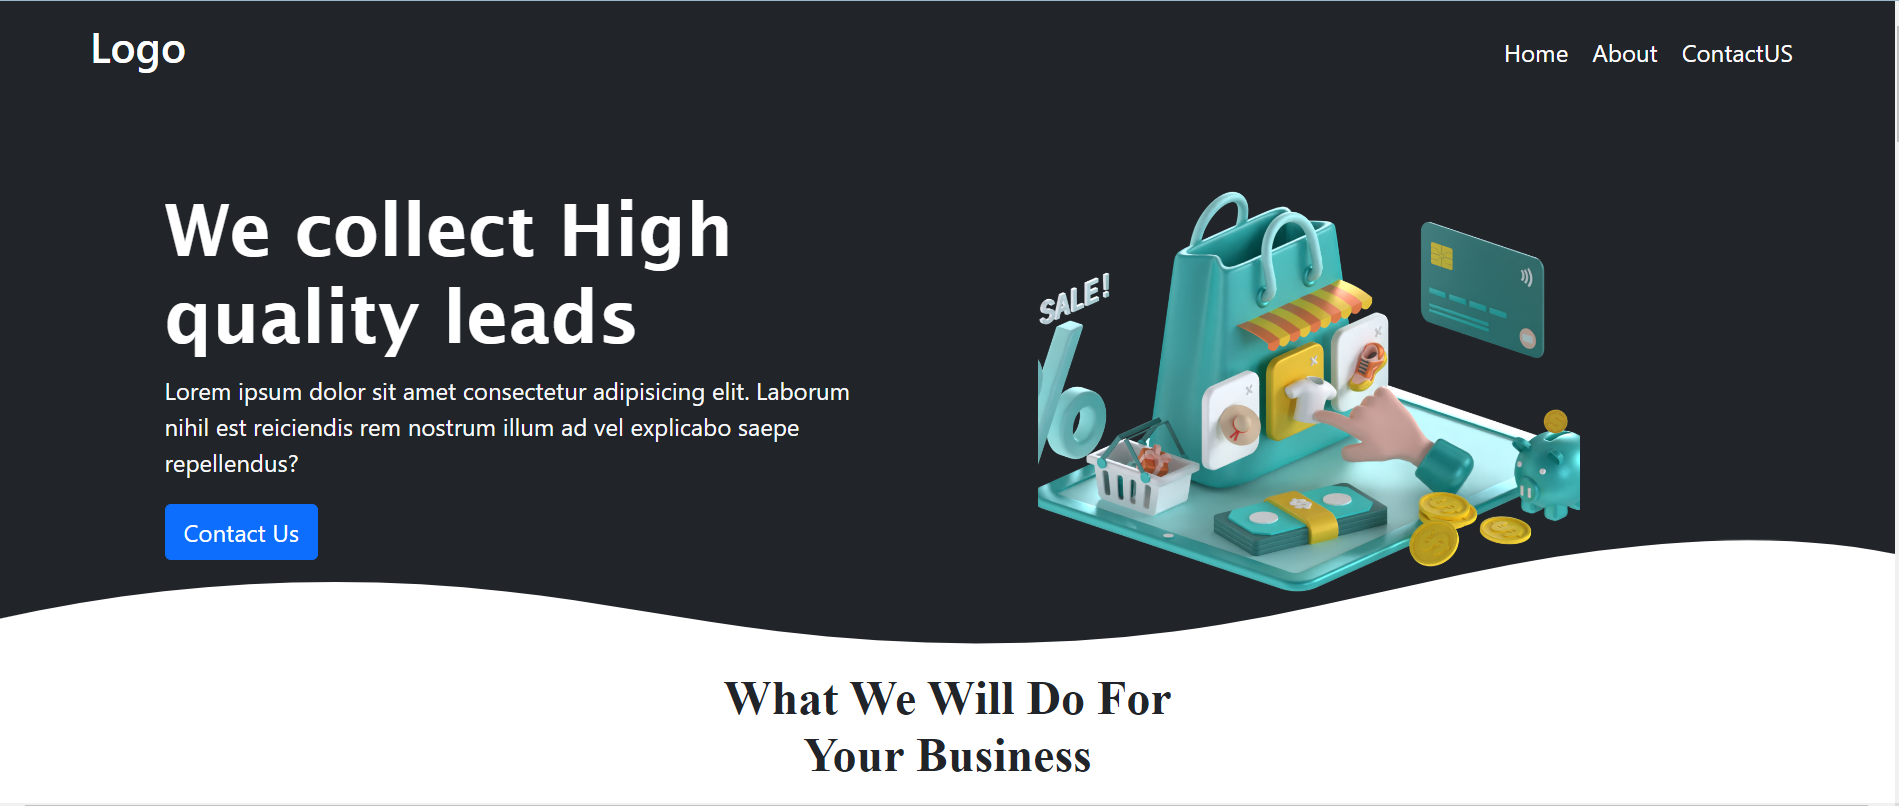 Logo
Home About ContactUS
We collect High
quality leads
Lorem ipsum dolor sit amet consectetur adipisicing elit. Laborum
nihil est reiciendis rem nostrum illum ad vel explicabo saepe
repellendus?
Contact Us
SALE!
%
What We Will Do For
Your Business